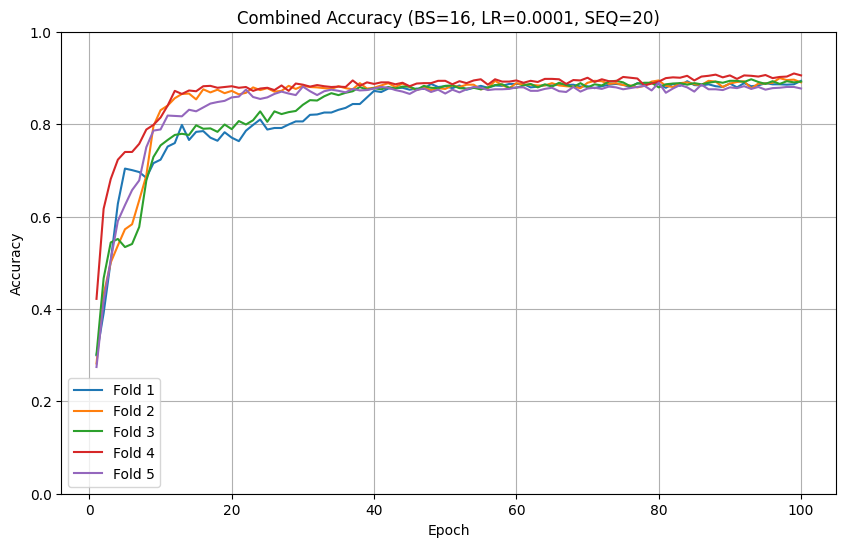 Combined Accuracy (BS=16, LR=0.0001, SEQ=20)
Accuracy
1.0
0.8
0.6
0.4
0.2
0.0
Fold 1
Fold 2
Fold 3
Fold 4
Fold 5
0 20 40 60 80 100
Epoch